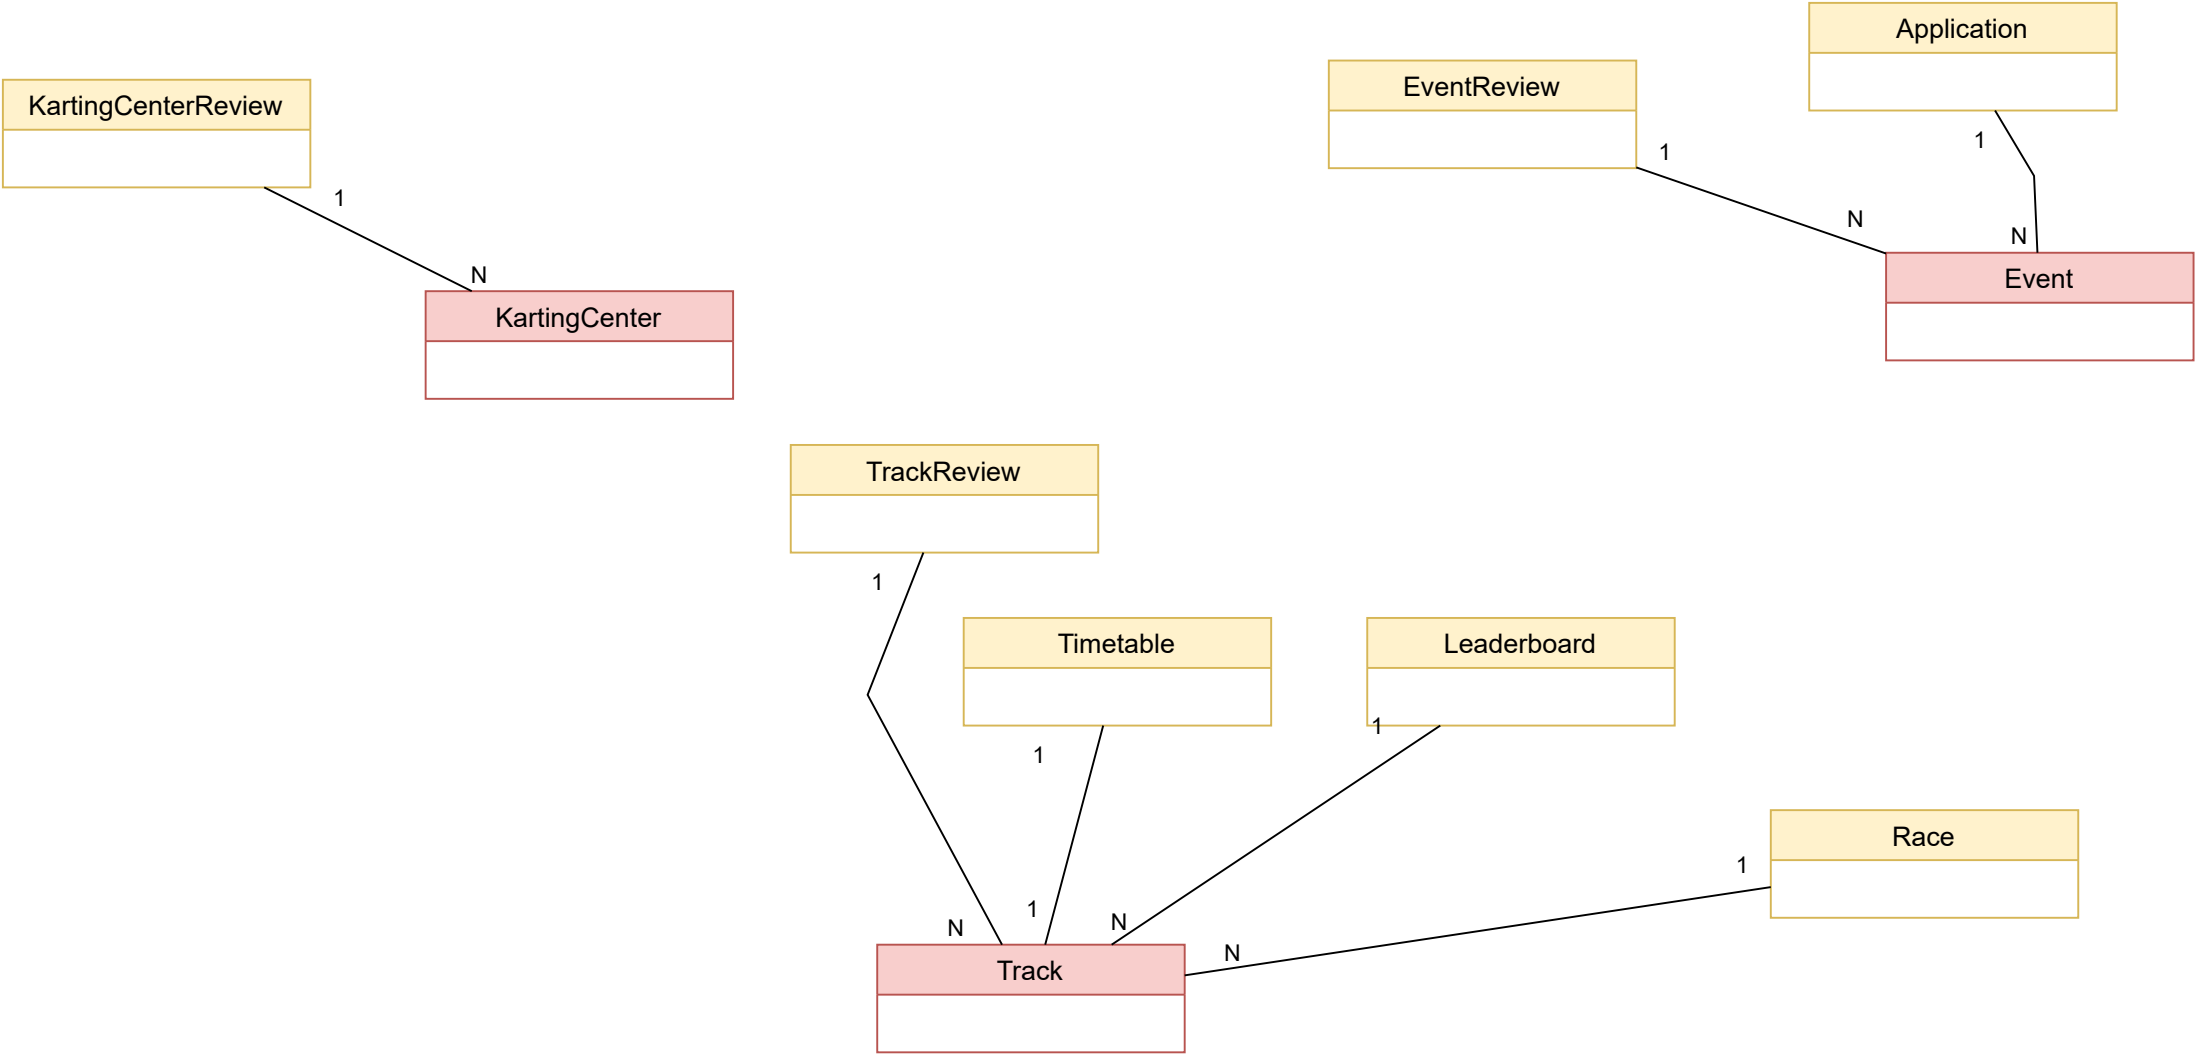 Application
EventReview
KartingCenterReview
1
1
1
N
N
N
Event
KartingCenter
TrackReview
1
Timetable
Leaderboard
1
1
Race
1
1
N
N
N
Track